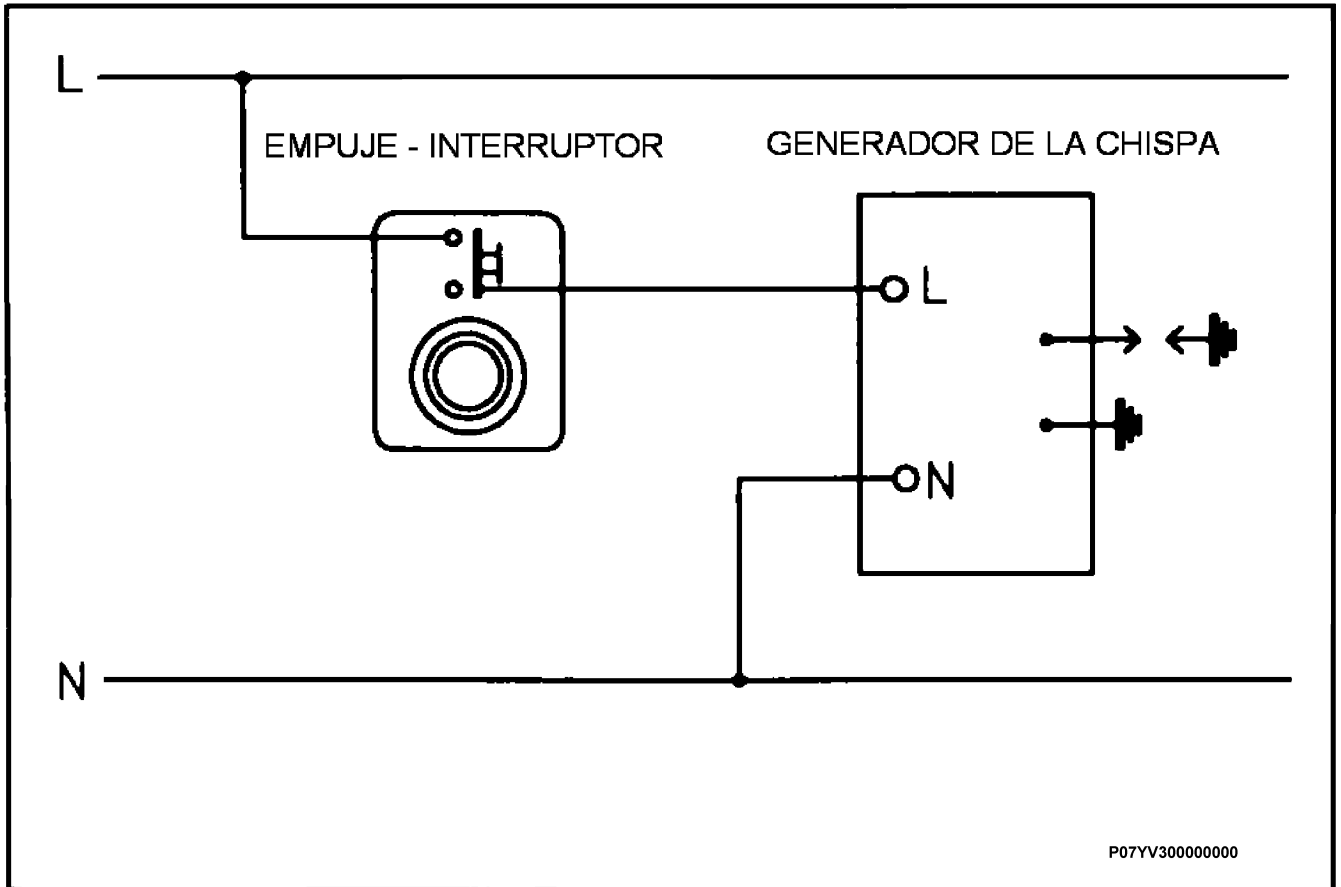 L
EMPUJE - INTERRUPTOR
GENERADOR DE LA CHISPA
L
N
N
P07YV300000000